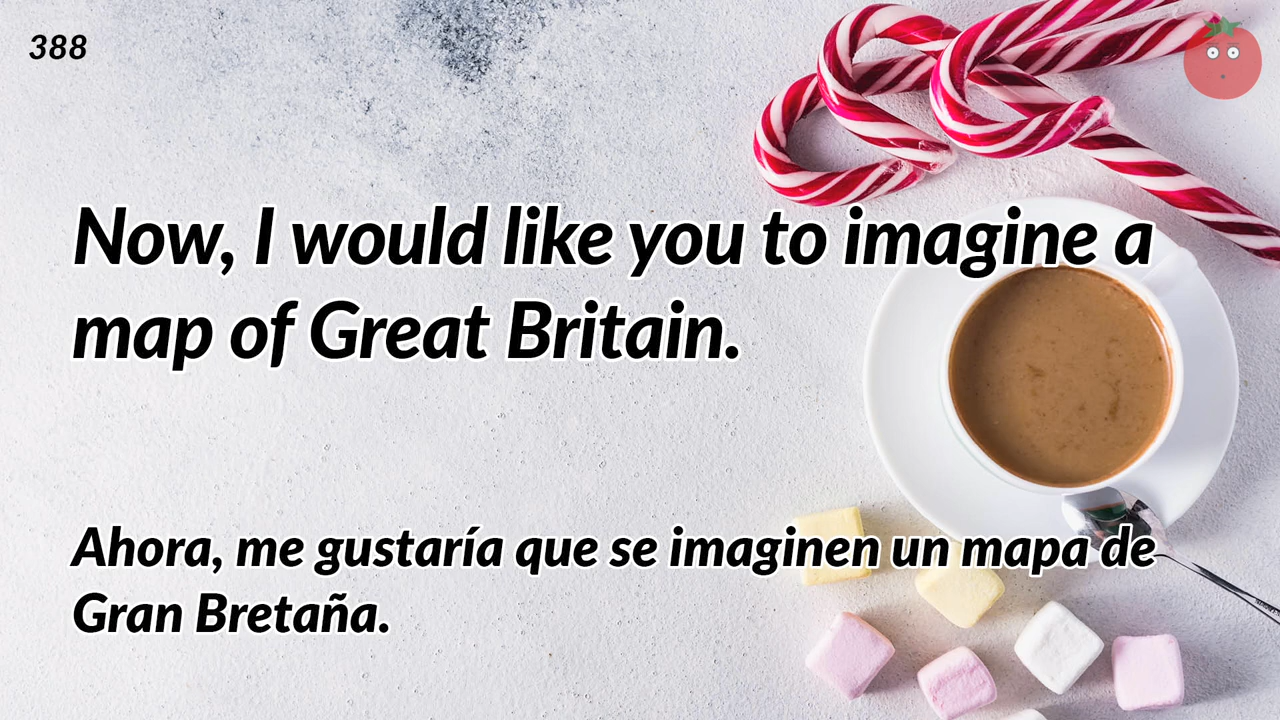 388
Now, I would like you to imagine a
map of Great Britain.
Ahora, me gustaría que se imaginen un mapa de
Gran Bretaña.